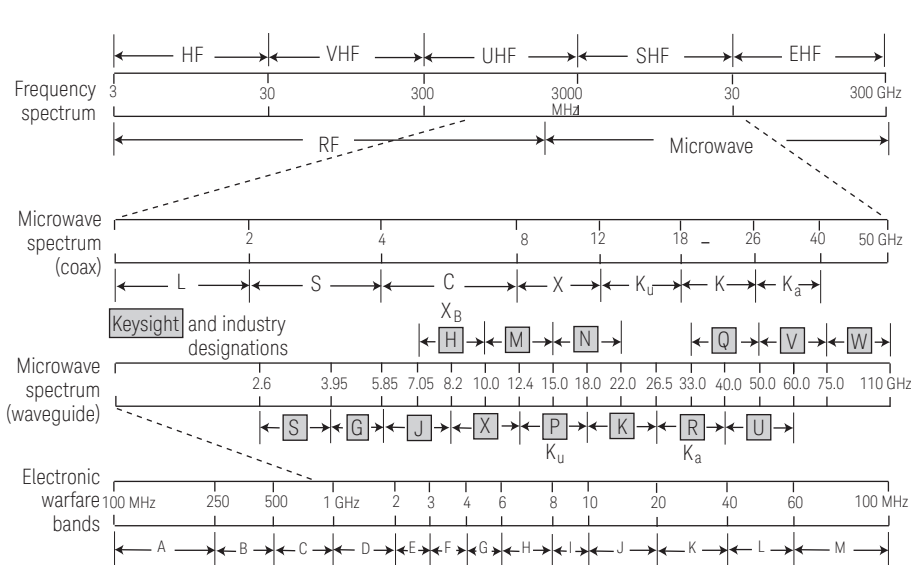 HF VHF UHF SHF EHF
Frequency
spectrum
3 30 300 3000 30 300 GHz
MHz
RF Microwave
Microwave
spectrum
(coax)
2 4 8 12 18 – 26 40 50 GHz
L S C X Ku K Ka
Keysight and industry
designations
XB
H M N Q V W
Microwave
spectrum
(waveguide)
2.6 3.95 5.85 7.05 8.2 10.0 12.4 15.0 18.0 22.0 26.5 33.0 40.0 50.0 60.0 75.0 110 GHz
S G J X P K R U
Ku Ka
Electronic
warfare
bands
100 MHz 250 500 1 GHz 2 3 4 6 8 10 20 40 60 100 MHz
A B C D E F G H I J K L M